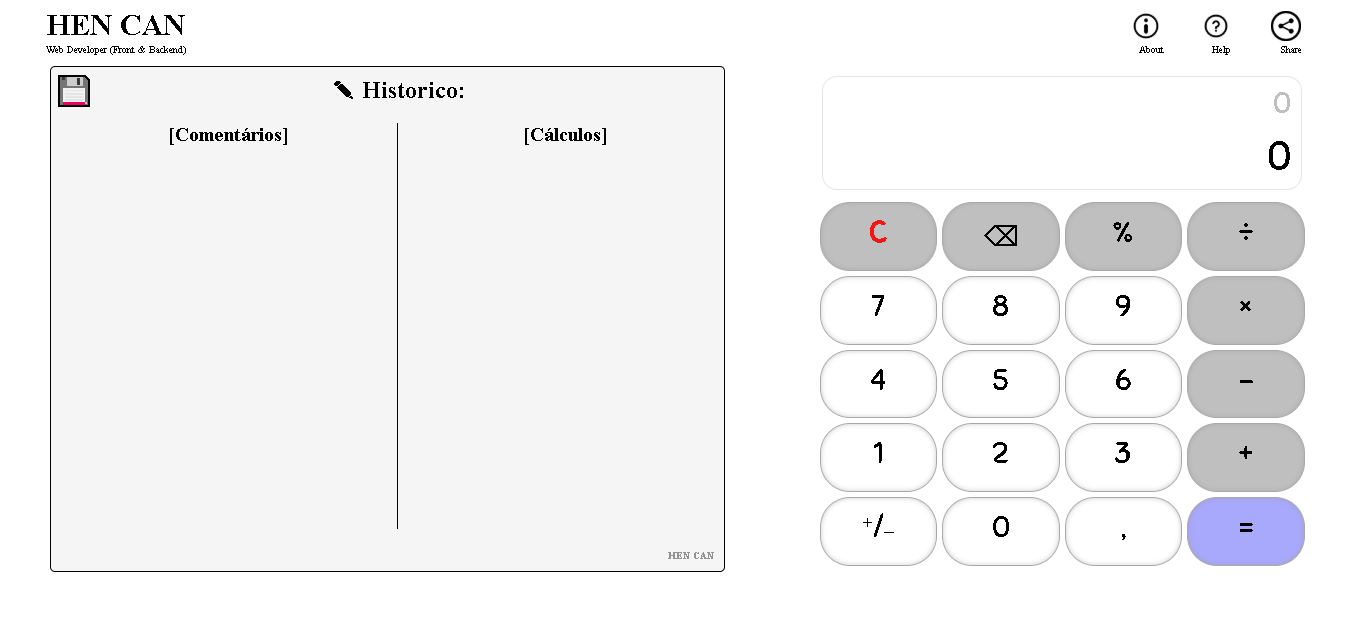 HEN CAN
Web Developer (Front & Backend)
About
Help
Share
Historico:
[Comentários]
[Cálculos]
HEN CAN
0
0
C
⌫
%
÷
7
8
9
×
4
5
6
−
1
2
3
+
+/−
0
,
=